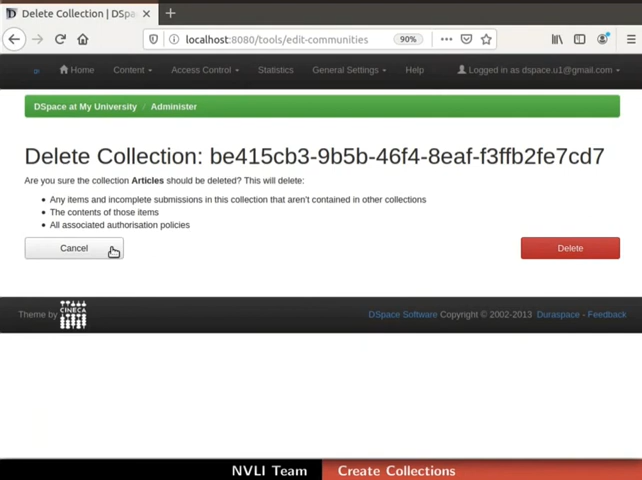 Delete Collection | DSpa
localhost:8080/tools/edit-communities
90%
Home Content Access Control Statistics General Settings Help Logged in as dspace.u1@gmail.com
DSpace at My University / Administer
Delete Collection: be415cb3-9b5b-46f4-8eaf-f3ffb2fe7cd7
Are you sure the collection Articles should be deleted? This will delete:
Any items and incomplete submissions in this collection that aren't contained in other collections
The contents of those items
All associated authorisation policies
Cancel Delete
Theme by CINECA DSpace Software Copyright © 2002-2013 Duraspace - Feedback
NVLI Team Create Collections